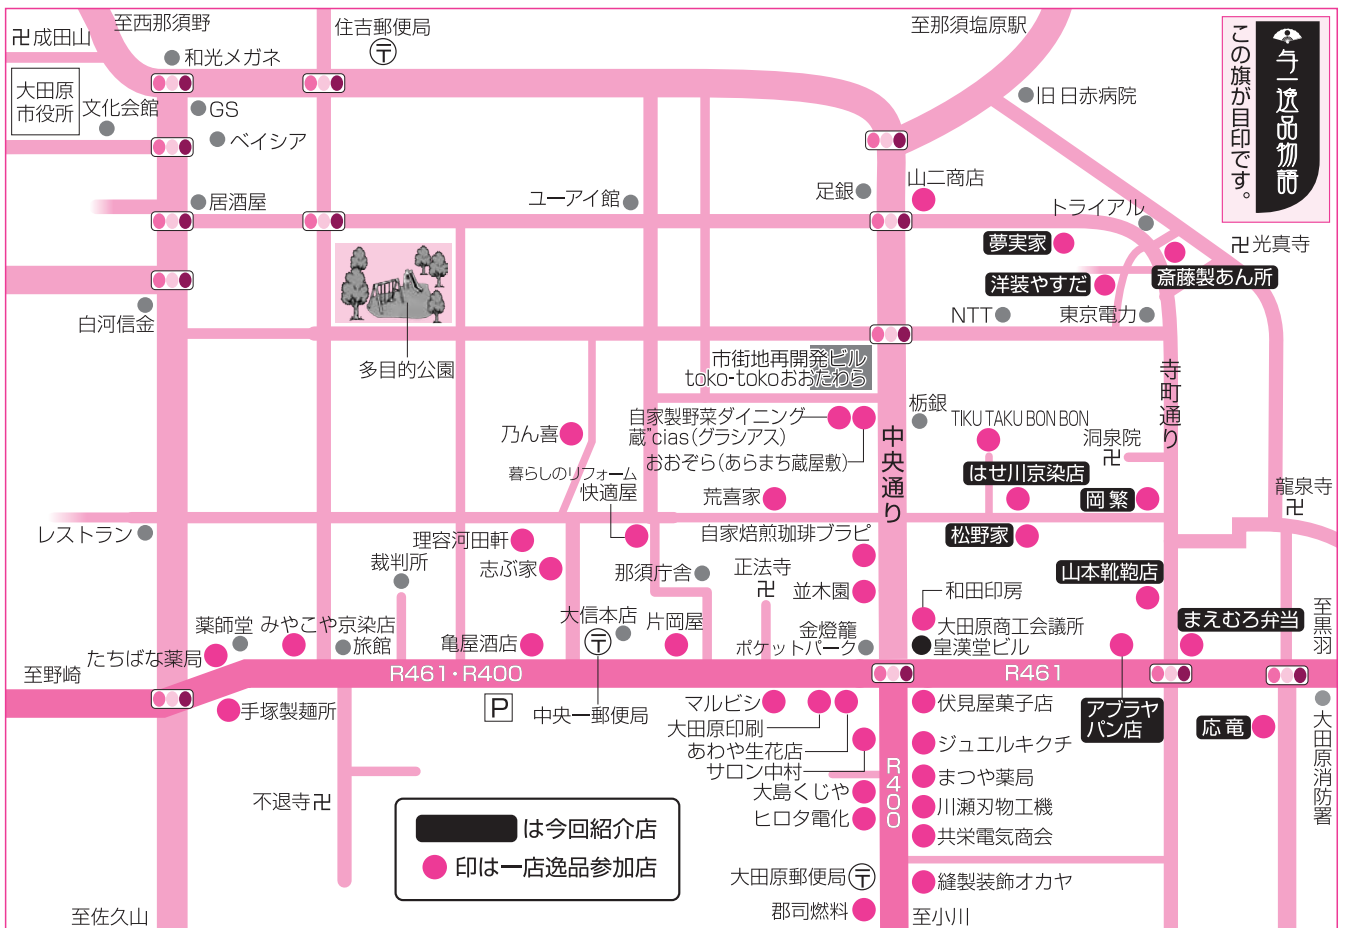 至西那須野
住吉郵便局
至那須塩原駅
卍成田山
和光メガネ
大田原
市役所
文化会館
GS
ベイシア
旧日赤病院
与一逸品物語
この旗が目印です。
居酒屋
ユーアイ館
足銀
山二商店
トライアル
夢実家
卍光真寺
洋装やすだ
斎藤製あん所
白河信金
NTT
東京電力
多目的公園
市街地再開発ビル
toko-tokoおおたわら
寺町通り
自家製野菜ダイニング
蔵"cias(グラシアス)
おおぞら(あらまち蔵屋敷)
栃銀
TIKU TAKU BON BON
中央通り
洞泉院
卍
乃ん喜
暮らしのリフォーム
快適屋
はせ川京染店
岡繁
荒喜家
龍泉寺
卍
レストラン
理容河田軒
自家焙煎珈琲ブラピ
松野家
裁判所
志ぶ家
那須庁舎
正法寺
卍
並木園
山本靴鞄店
和田印房
薬師堂
みやこや京染店
大信本店
片岡屋
金燈籠
ポケットパーク
大田原商工会議所
皇漢堂ビル
まえむろ弁当
至黒羽
たちばな薬局
旅館
亀屋酒店
〒
至野崎
R461・R400
R461
手塚製麺所
P
中央一郵便局
マルビシ
大田原印刷
あわや生花店
サロン中村
伏見屋菓子店
アブラヤ
パン店
応竜
大田原消防署
ジュエルキクチ
R400
まつや薬局
大島くじや
川瀬刃物工機
不退寺卍
ヒロタ電化
共栄電気商会
は今回紹介店
印は一店逸品参加店
大田原郵便局〒
縫製装飾オカヤ
郡司燃料
至佐久山
至小川